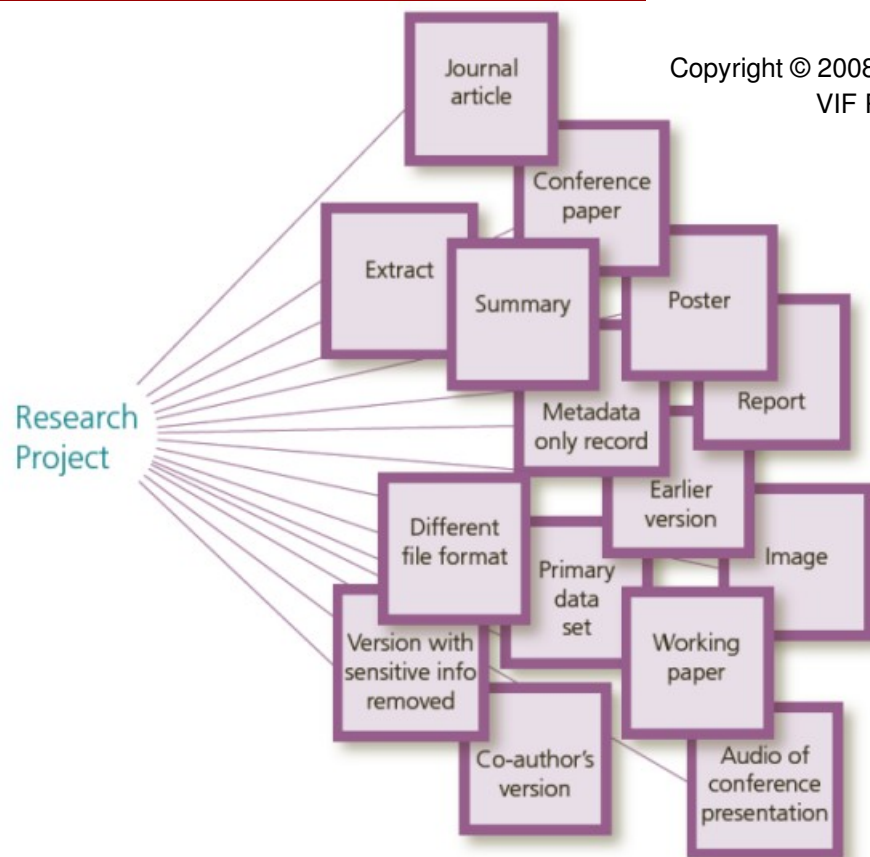 Journal
article
Copyright © 2008
VIF
Conference
paper
Extract
Summary
Poster
Report
Research
Project
Metadata
only record
Earlier
version
Different
file format
Image
Primary
data
set
Version with
sensitive info
removed
Working
paper
Co-author's
version
Audio of
conference
presentation